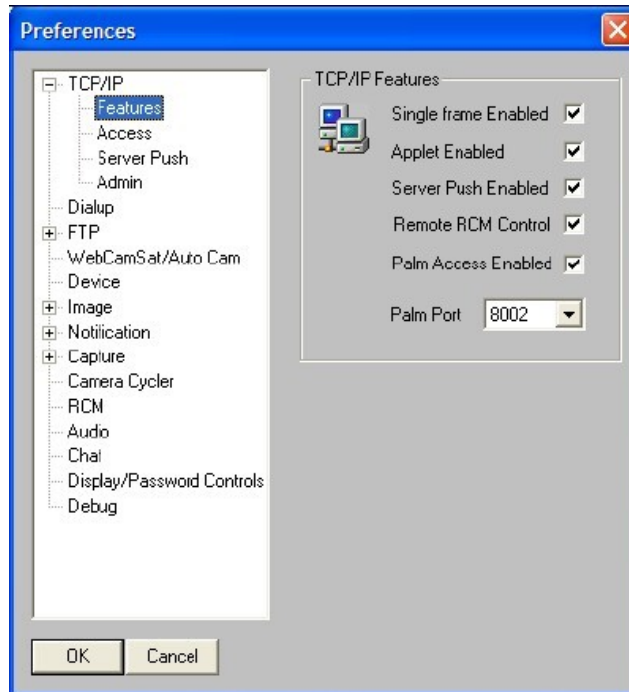 Preferences
TCP/IP
Features
Access
Server Push
Admin
Dialup
FTP
WebCamSat/Auto Cam
Device
Image
Notification
Capture
Camera Cycler
RCM
Audio
Chat
Display/Password Controls
Debug
TCP/IP Features
Single frame Enabled
Applet Enabled
Server Push Enabled
Remote RCM Control
Palm Access Enabled
Palm Port 8002
OK Cancel